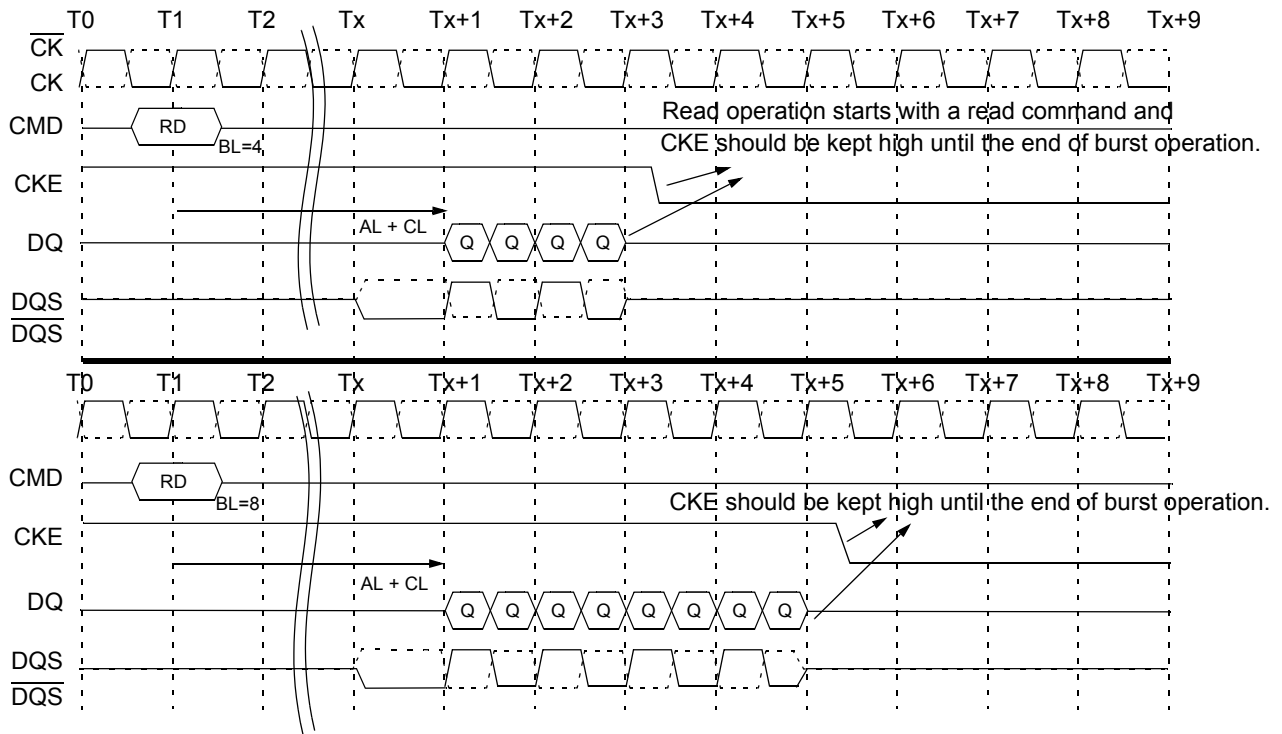 T0 T1 T2 Tx Tx+1 Tx+2 Tx+3 Tx+4 Tx+5 Tx+6 Tx+7 Tx+8 Tx+9
CK
CK
Read operation starts with a read command and
CMD RD BL=4
CKE should be kept high until the end of burst operation.
CKE
AL + CL
DQ Q Q Q Q
DQS
DQS
T0 T1 T2 Tx Tx+1 Tx+2 Tx+3 Tx+4 Tx+5 Tx+6 Tx+7 Tx+8 Tx+9
CMD RD BL=8
CKE should be kept high until the end of burst operation.
CKE
AL + CL
DQ Q Q Q Q Q Q Q Q
DQS
DQS